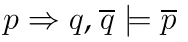 p ⇒ q, q̅ ⊨ p̅